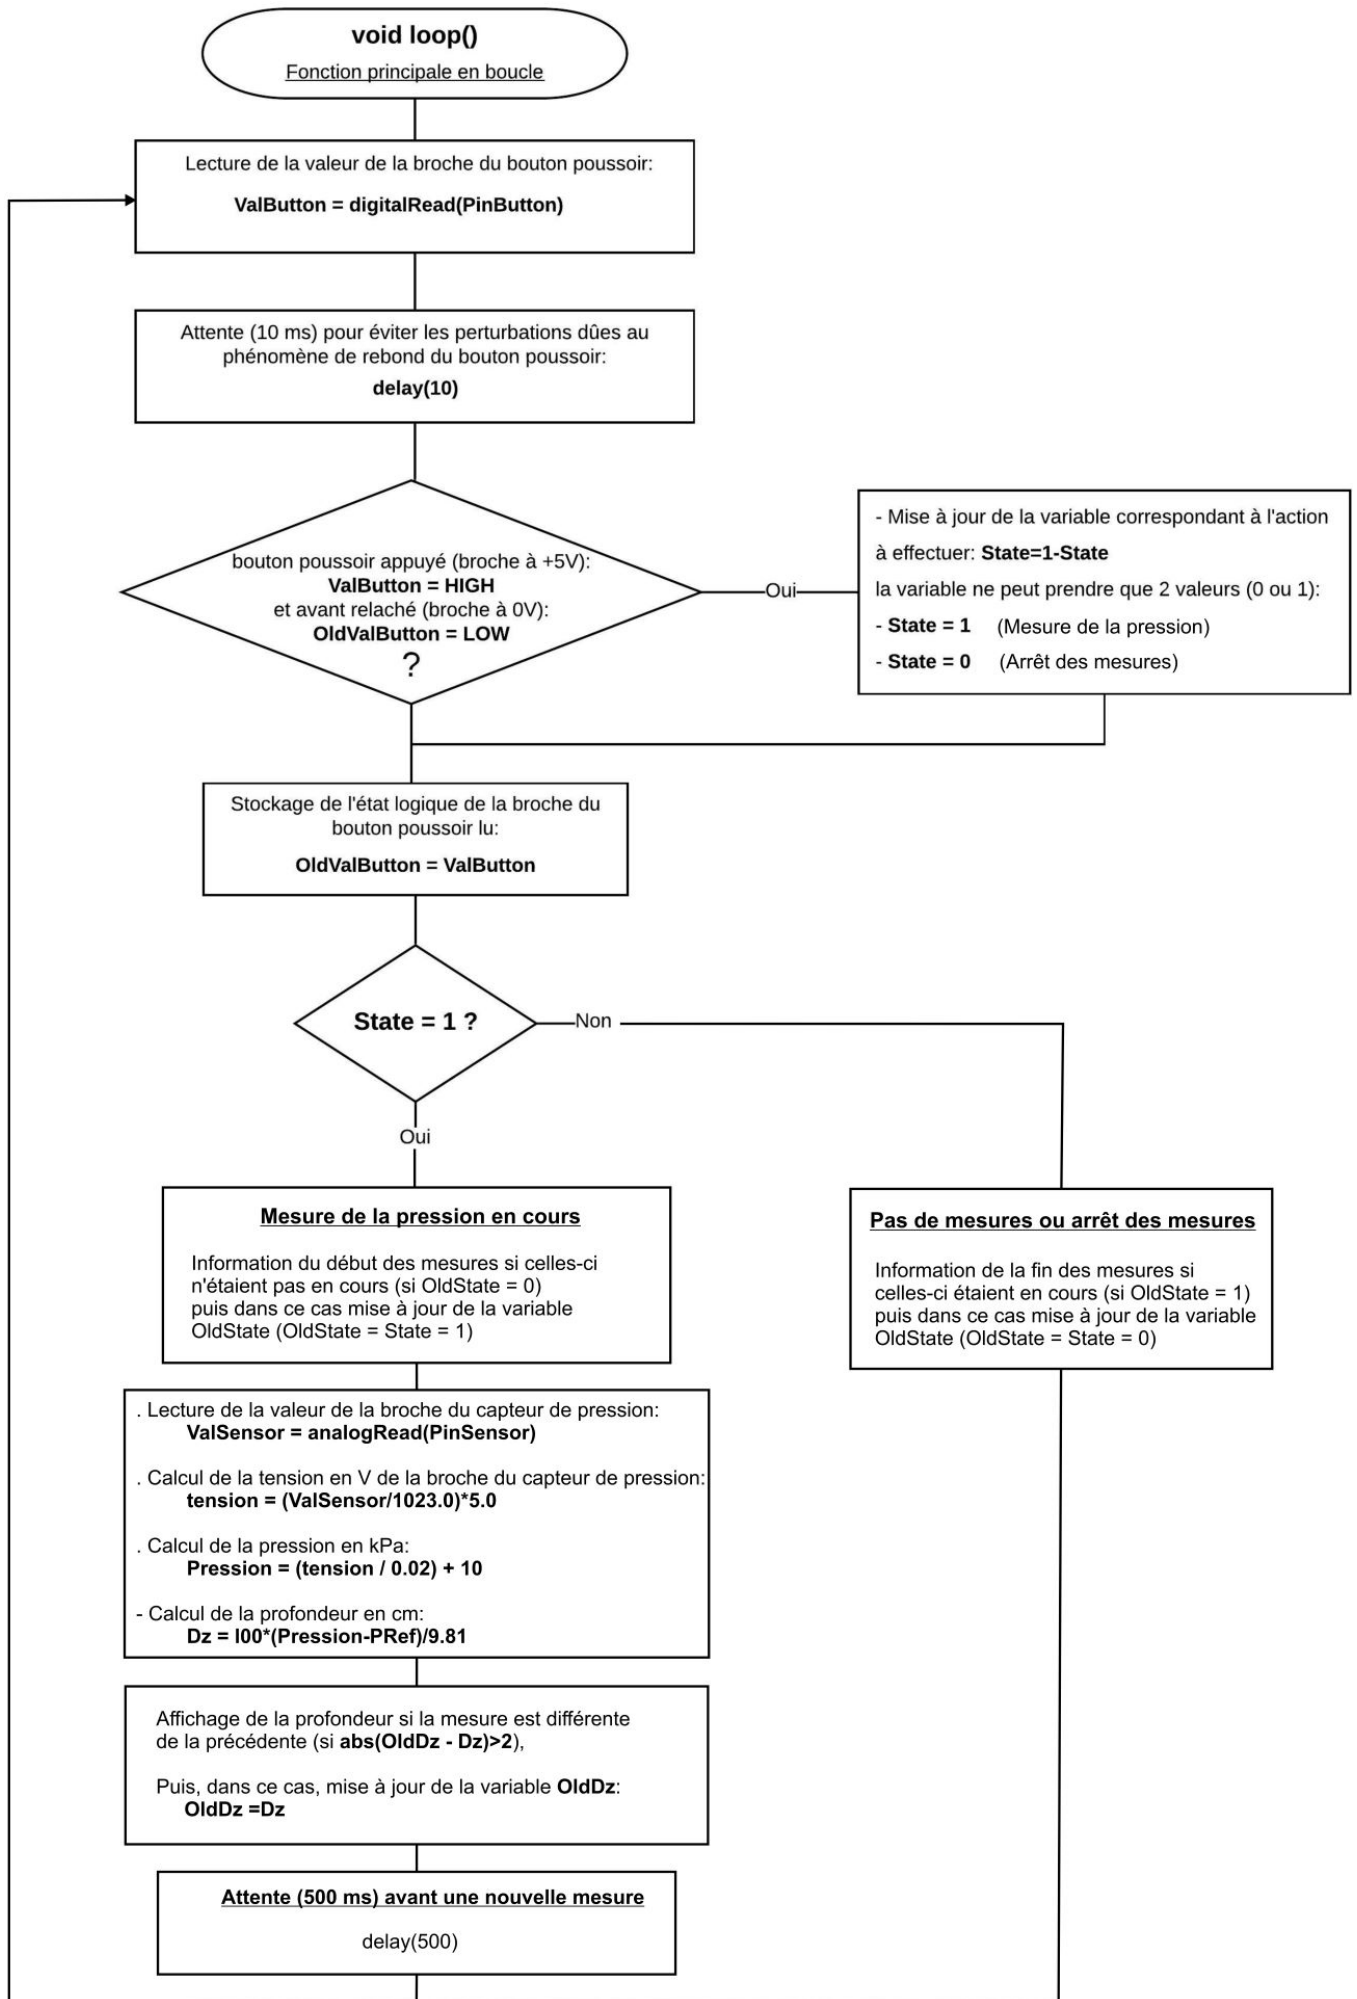 void loop()
Fonction principale en boucle
Lecture de la valeur de la broche du bouton poussoir:
ValButton = digitalRead(PinButton)
Attente (10 ms) pour éviter les perturbations dûes au
phénomène de rebond du bouton poussoir:
delay(10)
bouton poussoir appuyé (broche à +5V):
ValButton = HIGH
et avant relaché (broche à 0V):
OldValButton = LOW
?
Oui
- Mise à jour de la variable correspondant à l'action
à effectuer: State=1-State
la variable ne peut prendre que 2 valeurs (0 ou 1):
- State = 1 (Mesure de la pression)
- State = 0 (Arrêt des mesures)
Stockage de l'état logique de la broche du
bouton poussoir lu:
OldValButton = ValButton
State = 1 ?
Non
Oui
Mesure de la pression en cours
Information du début des mesures si celles-ci
n'étaient pas en cours (si OldState = 0)
puis dans ce cas mise à jour de la variable
OldState (OldState = State = 1)
Pas de mesures ou arrêt des mesures
Information de la fin des mesures si
celles-ci étaient en cours (si OldState = 1)
puis dans ce cas mise à jour de la variable
OldState (OldState = State = 0)
. Lecture de la valeur de la broche du capteur de pression:
ValSensor = analogRead(PinSensor)
. Calcul de la tension en V de la broche du capteur de pression:
tension = (ValSensor/1023.0)*5.0
. Calcul de la pression en kPa:
Pression = (tension / 0.02) + 10
- Calcul de la profondeur en cm:
Dz = I00*(Pression-PRef)/9.81
Affichage de la profondeur si la mesure est différente
de la précédente (si abs(OldDz - Dz)>2),
Puis, dans ce cas, mise à jour de la variable OldDz:
OldDz =Dz
Attente (500 ms) avant une nouvelle mesure
delay(500)